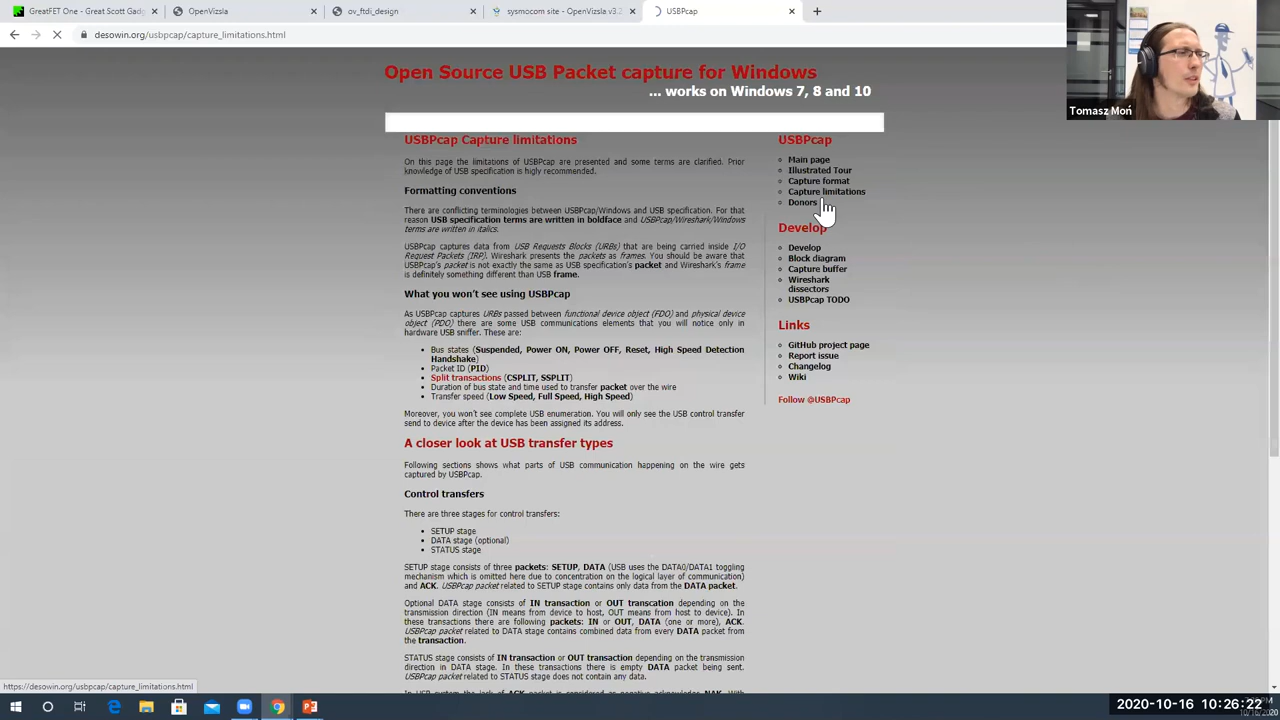 GreatFET One - Great Scott Gadg
OpenVizsla
ov_ftdi_design
sysmocom site - OpenVizsla v3.2
USBPcap
desowin.org/usbpcap/capture_limitations.html
Tomasz Moń
Open Source USB Packet capture for Windows
... works on Windows 7, 8 and 10
USBPcap Capture limitations
On this page the limitations of USBPcap are presented and some terms are clarified. Prior
knowledge of USB specification is higly recommended.
Formatting conventions
There are conflicting terminologies between USBPcap/Windows and USB specification. For that
reason USB specification terms are written in boldface and USBPcap/Wireshark/Windows
terms are written in italics.
USBPcap captures data from USB Requests Blocks (URBs) that are being carried inside I/O
Request Packets (IRP). Wireshark presents the packets as frames. You should be aware that
USBPcap's packet is not exactly the same as USB specification's packet and Wireshark's frame
is definitely something different than USB frame.
What you won't see using USBPcap
As USBPcap captures URBs passed between functional device object (FDO) and physical device
object (PDO) there are some USB communications elements that you will notice only in
hardware USB sniffer. These are:
Bus states (Suspended, Power ON, Power OFF, Reset, High Speed Detection
Handshake)
Packet ID (PID)
Split transactions (CSPLIT, SSPLIT)
Duration of bus state and time used to transfer packet over the wire
Transfer speed (Low Speed, Full Speed, High Speed)
Moreover, you won't see complete USB enumeration. You will only see the USB control transfer
send to device after the device has been assigned its address.
A closer look at USB transfer types
Following sections shows what parts of USB communication happening on the wire gets
captured by USBPcap.
Control transfers
There are three stages for control transfers:
SETUP stage
DATA stage (optional)
STATUS stage
SETUP stage consists of three packets: SETUP, DATA (USB uses the DATA0/DATA1 toggling
mechanism which is omitted here due to concentration on the logical layer of communication)
and ACK. USBPcap packet related to SETUP stage contains only data from the DATA packet.
Optional DATA stage consists of IN transaction or OUT transcation depending on the
transmission direction (IN means from device to host, OUT means from host to device). In
these transactions there are following packets: IN or OUT, DATA (one or more), ACK.
USBPcap packet related to DATA stage contains combined data from every DATA packet from
the transaction.
STATUS stage consists of IN transaction or OUT transaction depending on the transmission
direction in DATA stage. In these transactions there is empty DATA packet being sent.
USBPcap packet related to STATUS stage does not contain any data.
In USB system the lack of ACK packet is considered as negative acknowledge NAK. With
USBPcap
Main page
Illustrated Tour
Capture format
Capture limitations
Donors
Develop
Develop
Block diagram
Capture buffer
Wireshark
dissectors
USBPcap TODO
Links
GitHub project page
Report issue
Changelog
Wiki
Follow @USBPcap
https://desowin.org/usbpcap/capture_limitations.html
2020-10-16 10:26:22